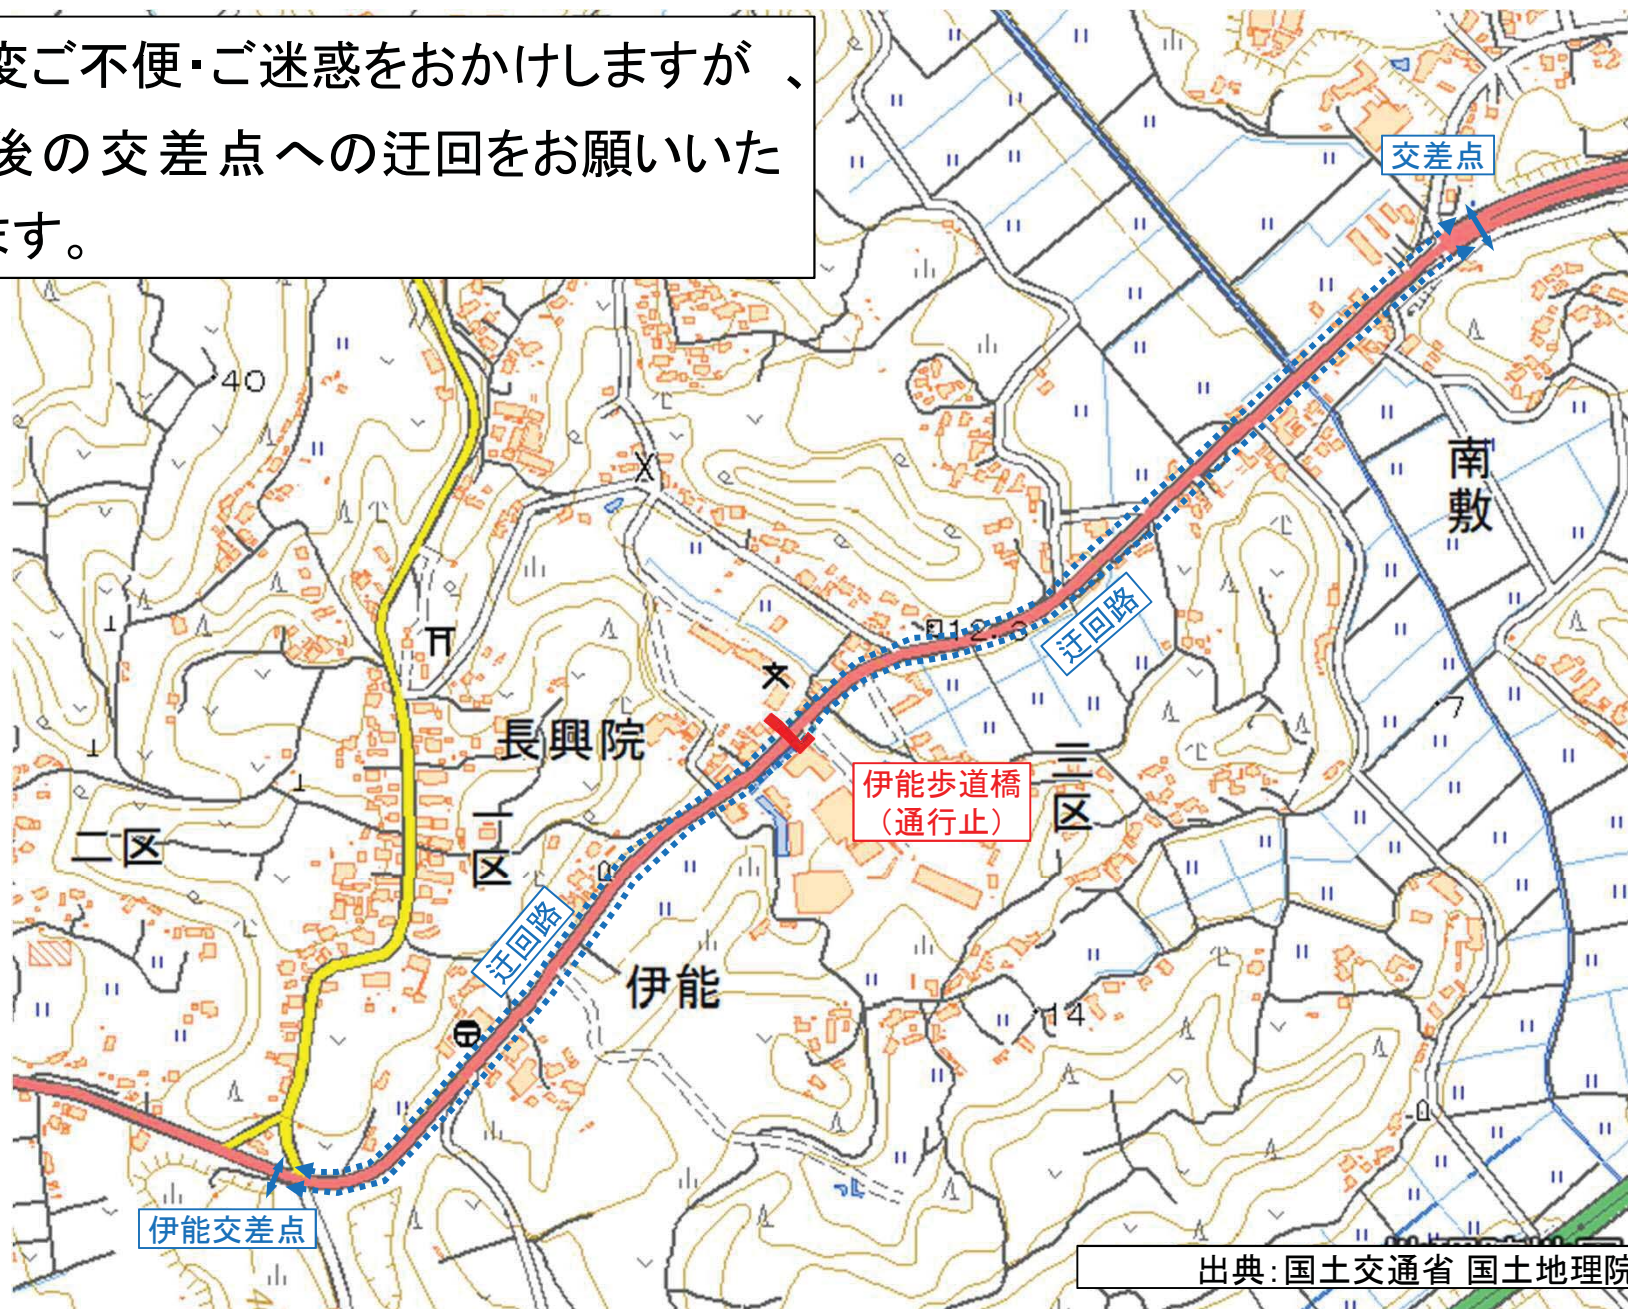 変ご不便・ご迷惑をおかけしますが、
後の交差点への迂回をお願いいた
ます。
交差点
40
南敷
012.3
迂回路
長興院
7
伊能歩道橋
（通行止）
三区
二区
一区
迂回路
伊能
14
伊能交差点
出典：国土交通省 国土地理院